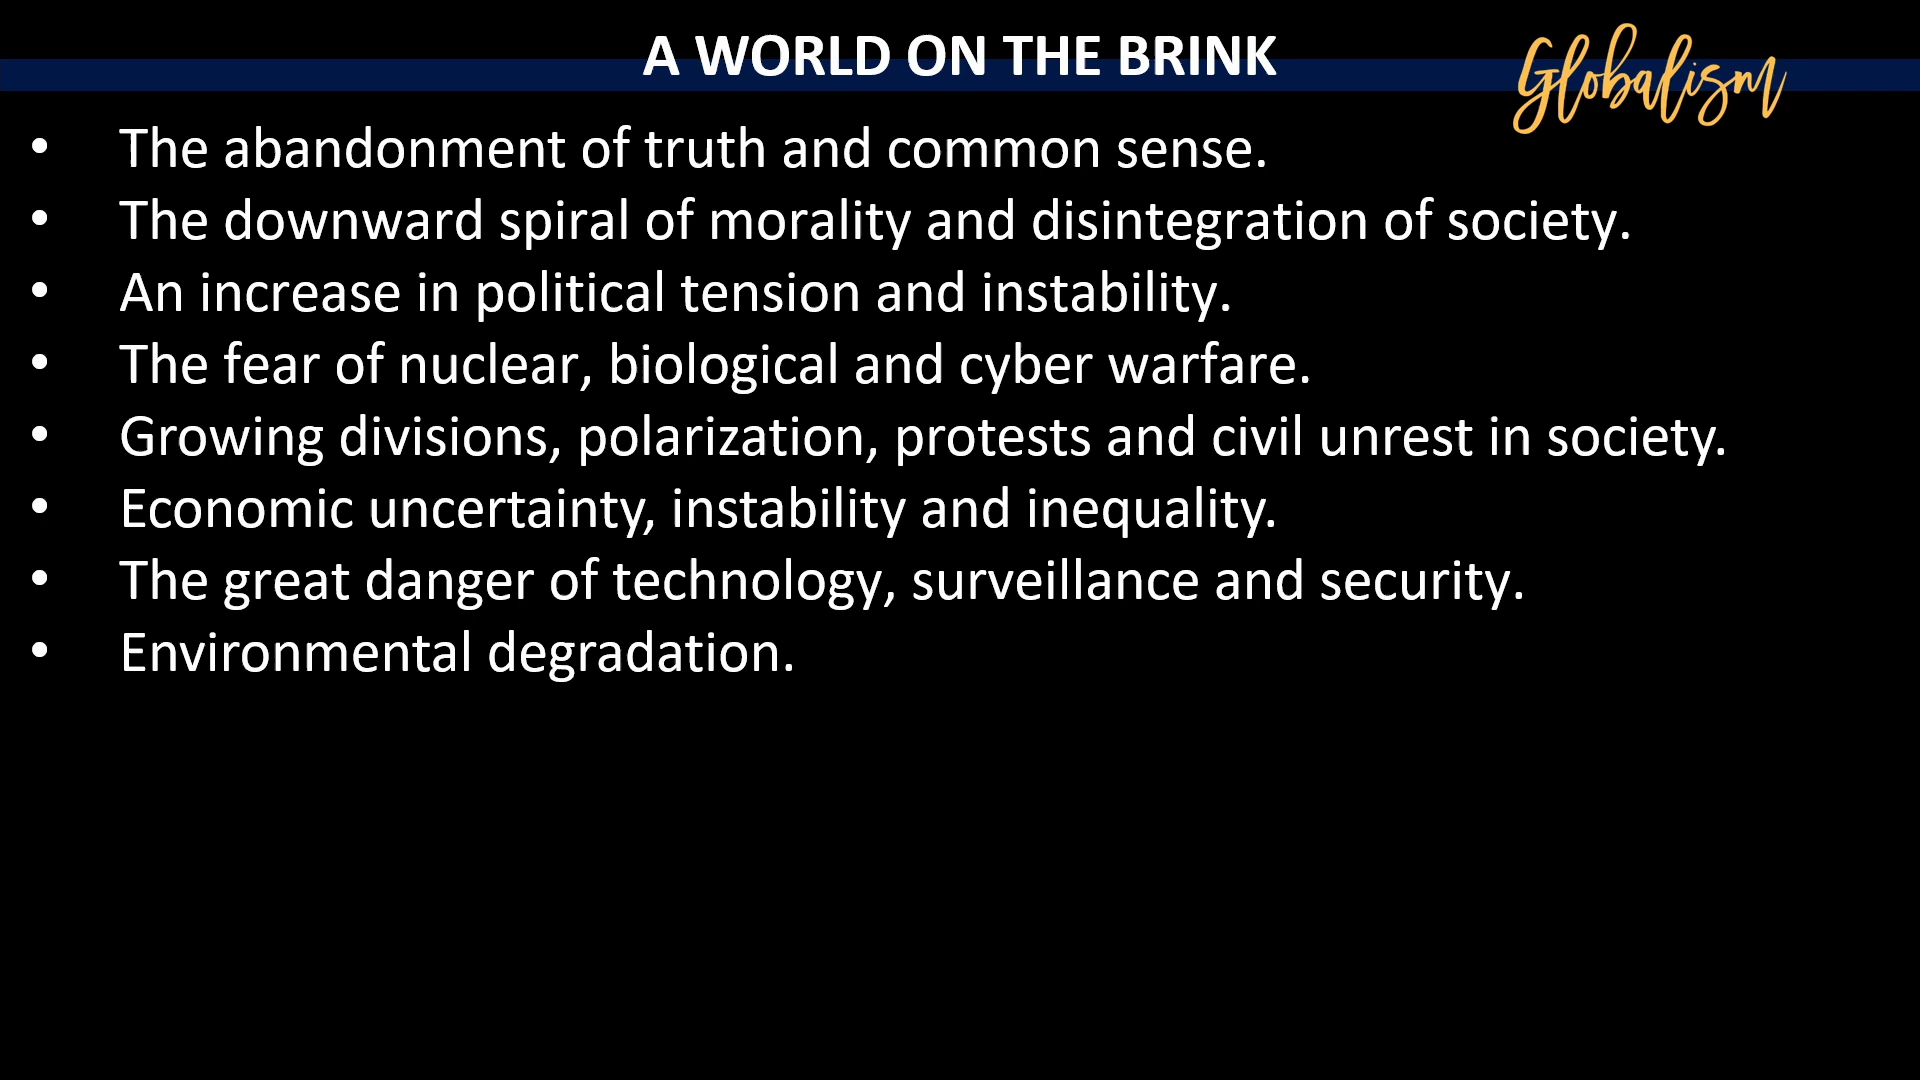 A WORLD ON THE BRINK
Globalism
• The abandonment of truth and common sense.
• The downward spiral of morality and disintegration of society.
• An increase in political tension and instability.
• The fear of nuclear, biological and cyber warfare.
• Growing divisions, polarization, protests and civil unrest in society.
• Economic uncertainty, instability and inequality.
• The great danger of technology, surveillance and security.
• Environmental degradation.